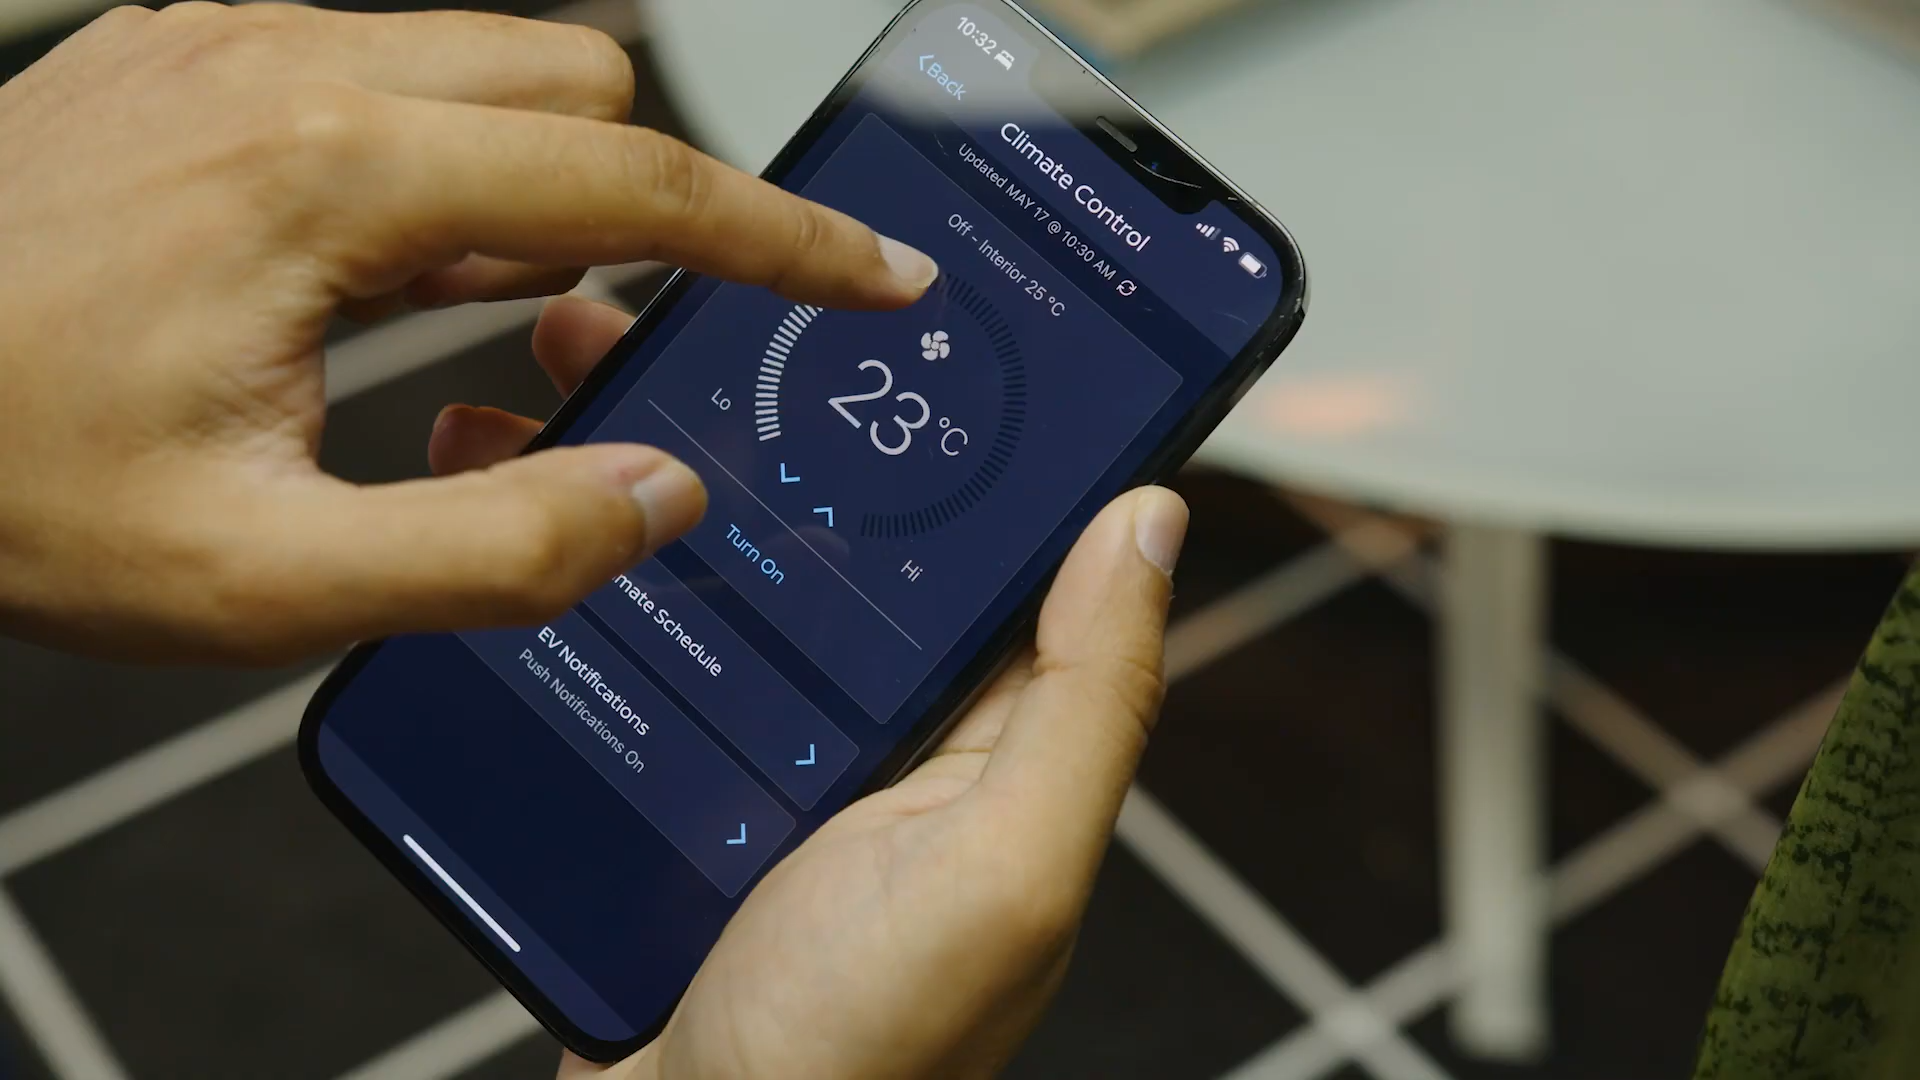 10:32
Back
Climate Control
Updated MAY 17 @ 10:30 AM
Off - Interior 25 °C
23 °C
Lo
Hi
Turn On
Schedule
EV Notifications
Push Notifications On